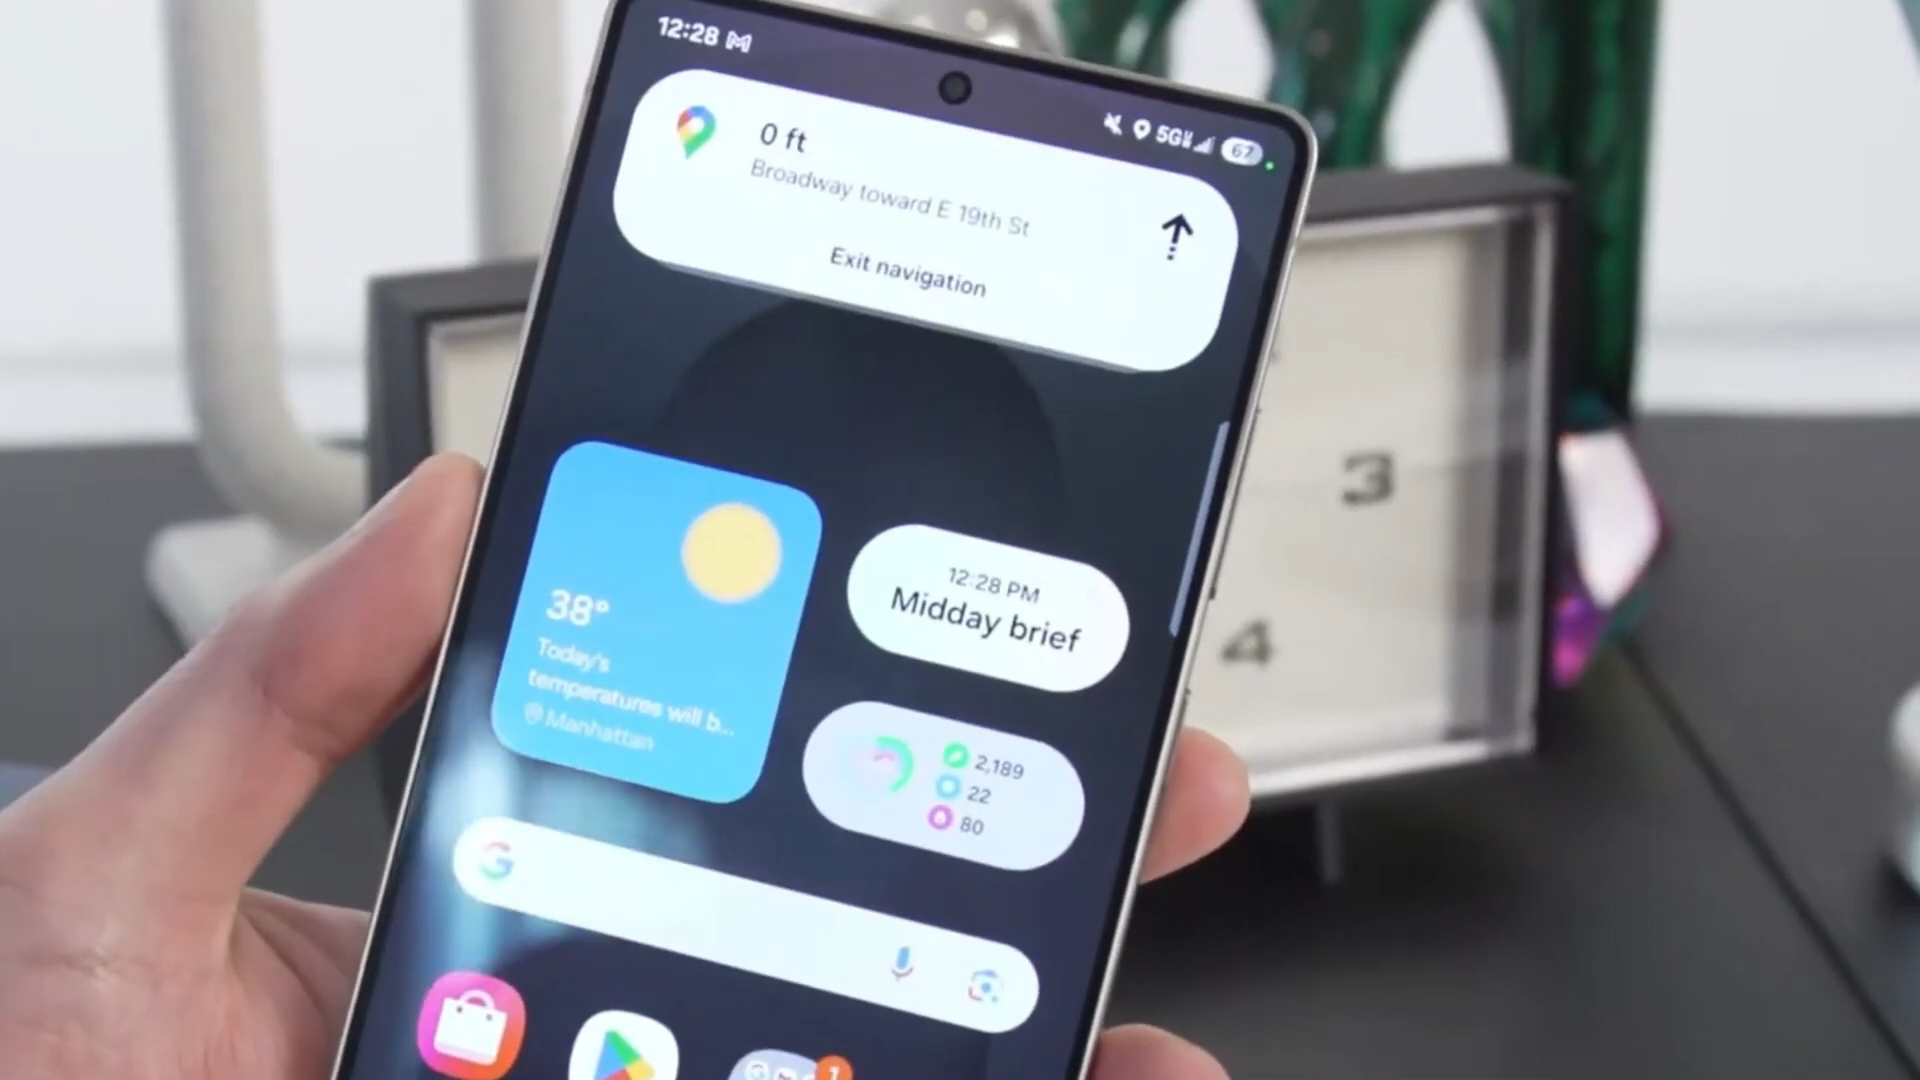 12:28
5G
67
0 ft
Broadway toward E 19th St
Exit navigation
38°
Today's
temperatures will b...
Manhattan
12:28 PM
Midday brief
2,189
22
80
G
1
3
4